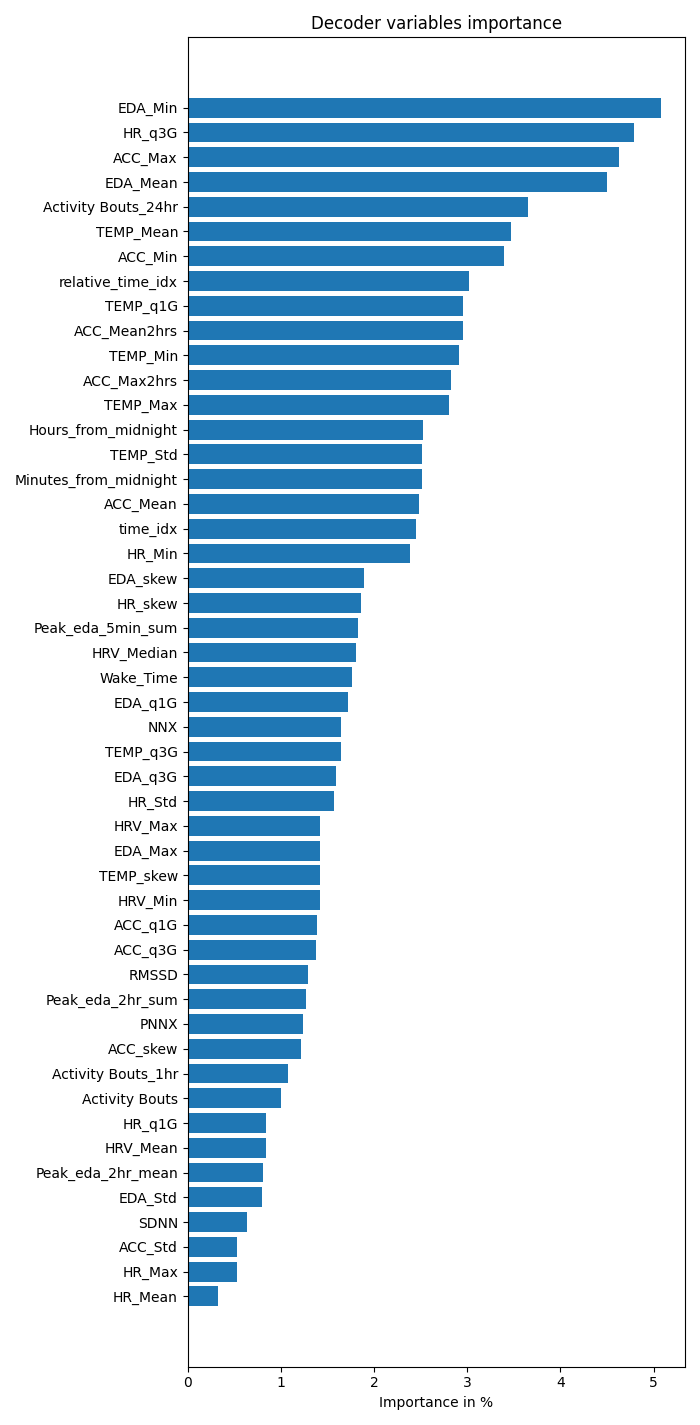 Decoder variables importance
EDA_Min
HR_q3G
ACC_Max
EDA_Mean
Activity Bouts_24hr
TEMP_Mean
ACC_Min
relative_time_idx
TEMP_q1G
ACC_Mean2hrs
TEMP_Min
ACC_Max2hrs
TEMP_Max
Hours_from_midnight
TEMP_Std
Minutes_from_midnight
ACC_Mean
time_idx
HR_Min
EDA_skew
HR_skew
Peak_eda_5min_sum
HRV_Median
Wake_Time
EDA_q1G
NNX
TEMP_q3G
EDA_q3G
HR_Std
HRV_Max
EDA_Max
TEMP_skew
HRV_Min
ACC_q1G
ACC_q3G
RMSSD
Peak_eda_2hr_sum
PNNX
ACC_skew
Activity Bouts_1hr
Activity Bouts
HR_q1G
HRV_Mean
Peak_eda_2hr_mean
EDA_Std
SDNN
ACC_Std
HR_Max
HR_Mean
0 1 2 3 4 5
Importance in %